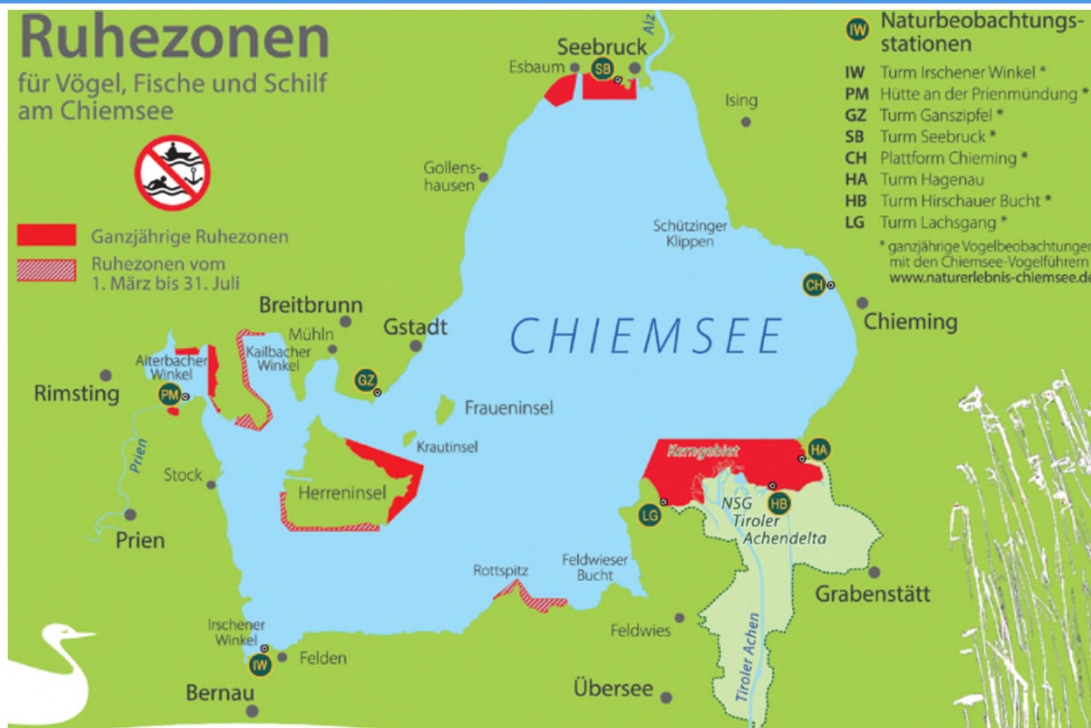 Ruhezonen
für Vögel, Fische und Schilf
am Chiemsee
Ganzjährige Ruhezonen
Ruhezonen vom
1. März bis 31. Juli
IW Naturbeobachtungs-
stationen
IW Turm Irschener Winkel *
PM Hütte an der Prienmündung *
GZ Turm Ganszipfel *
SB Turm Seebruck *
CH Plattform Chieming *
HA Turm Hagenau
HB Turm Hirschauer Bucht *
LG Turm Lachsgang *
* ganzjährige Vogelbeobachtungen
mit den Chiemsee-Vogelführern
www.naturerlebnis-chiemsee.de
Alz
Seebruck
Esbaum
SB
Ising
Gollens-
hausen
Schützinger
Klippen
CH
Chieming
CHIEMSEE
Breitbrunn
Mühln
Gstadt
Kailbacher
Winkel
Aiterbacher
Winkel
Rimsting
PM
GZ
Fraueninsel
Krautinsel
Herreninsel
Prien
Stock
Prien
Kerngebiet
HA
HB
LG
NSG
Tiroler
Achendelta
Grabenstätt
Feldwieser
Bucht
Rottspitz
Feldwies
Tiroler Achen
Übersee
Irschener
Winkel
IW
Felden
Bernau